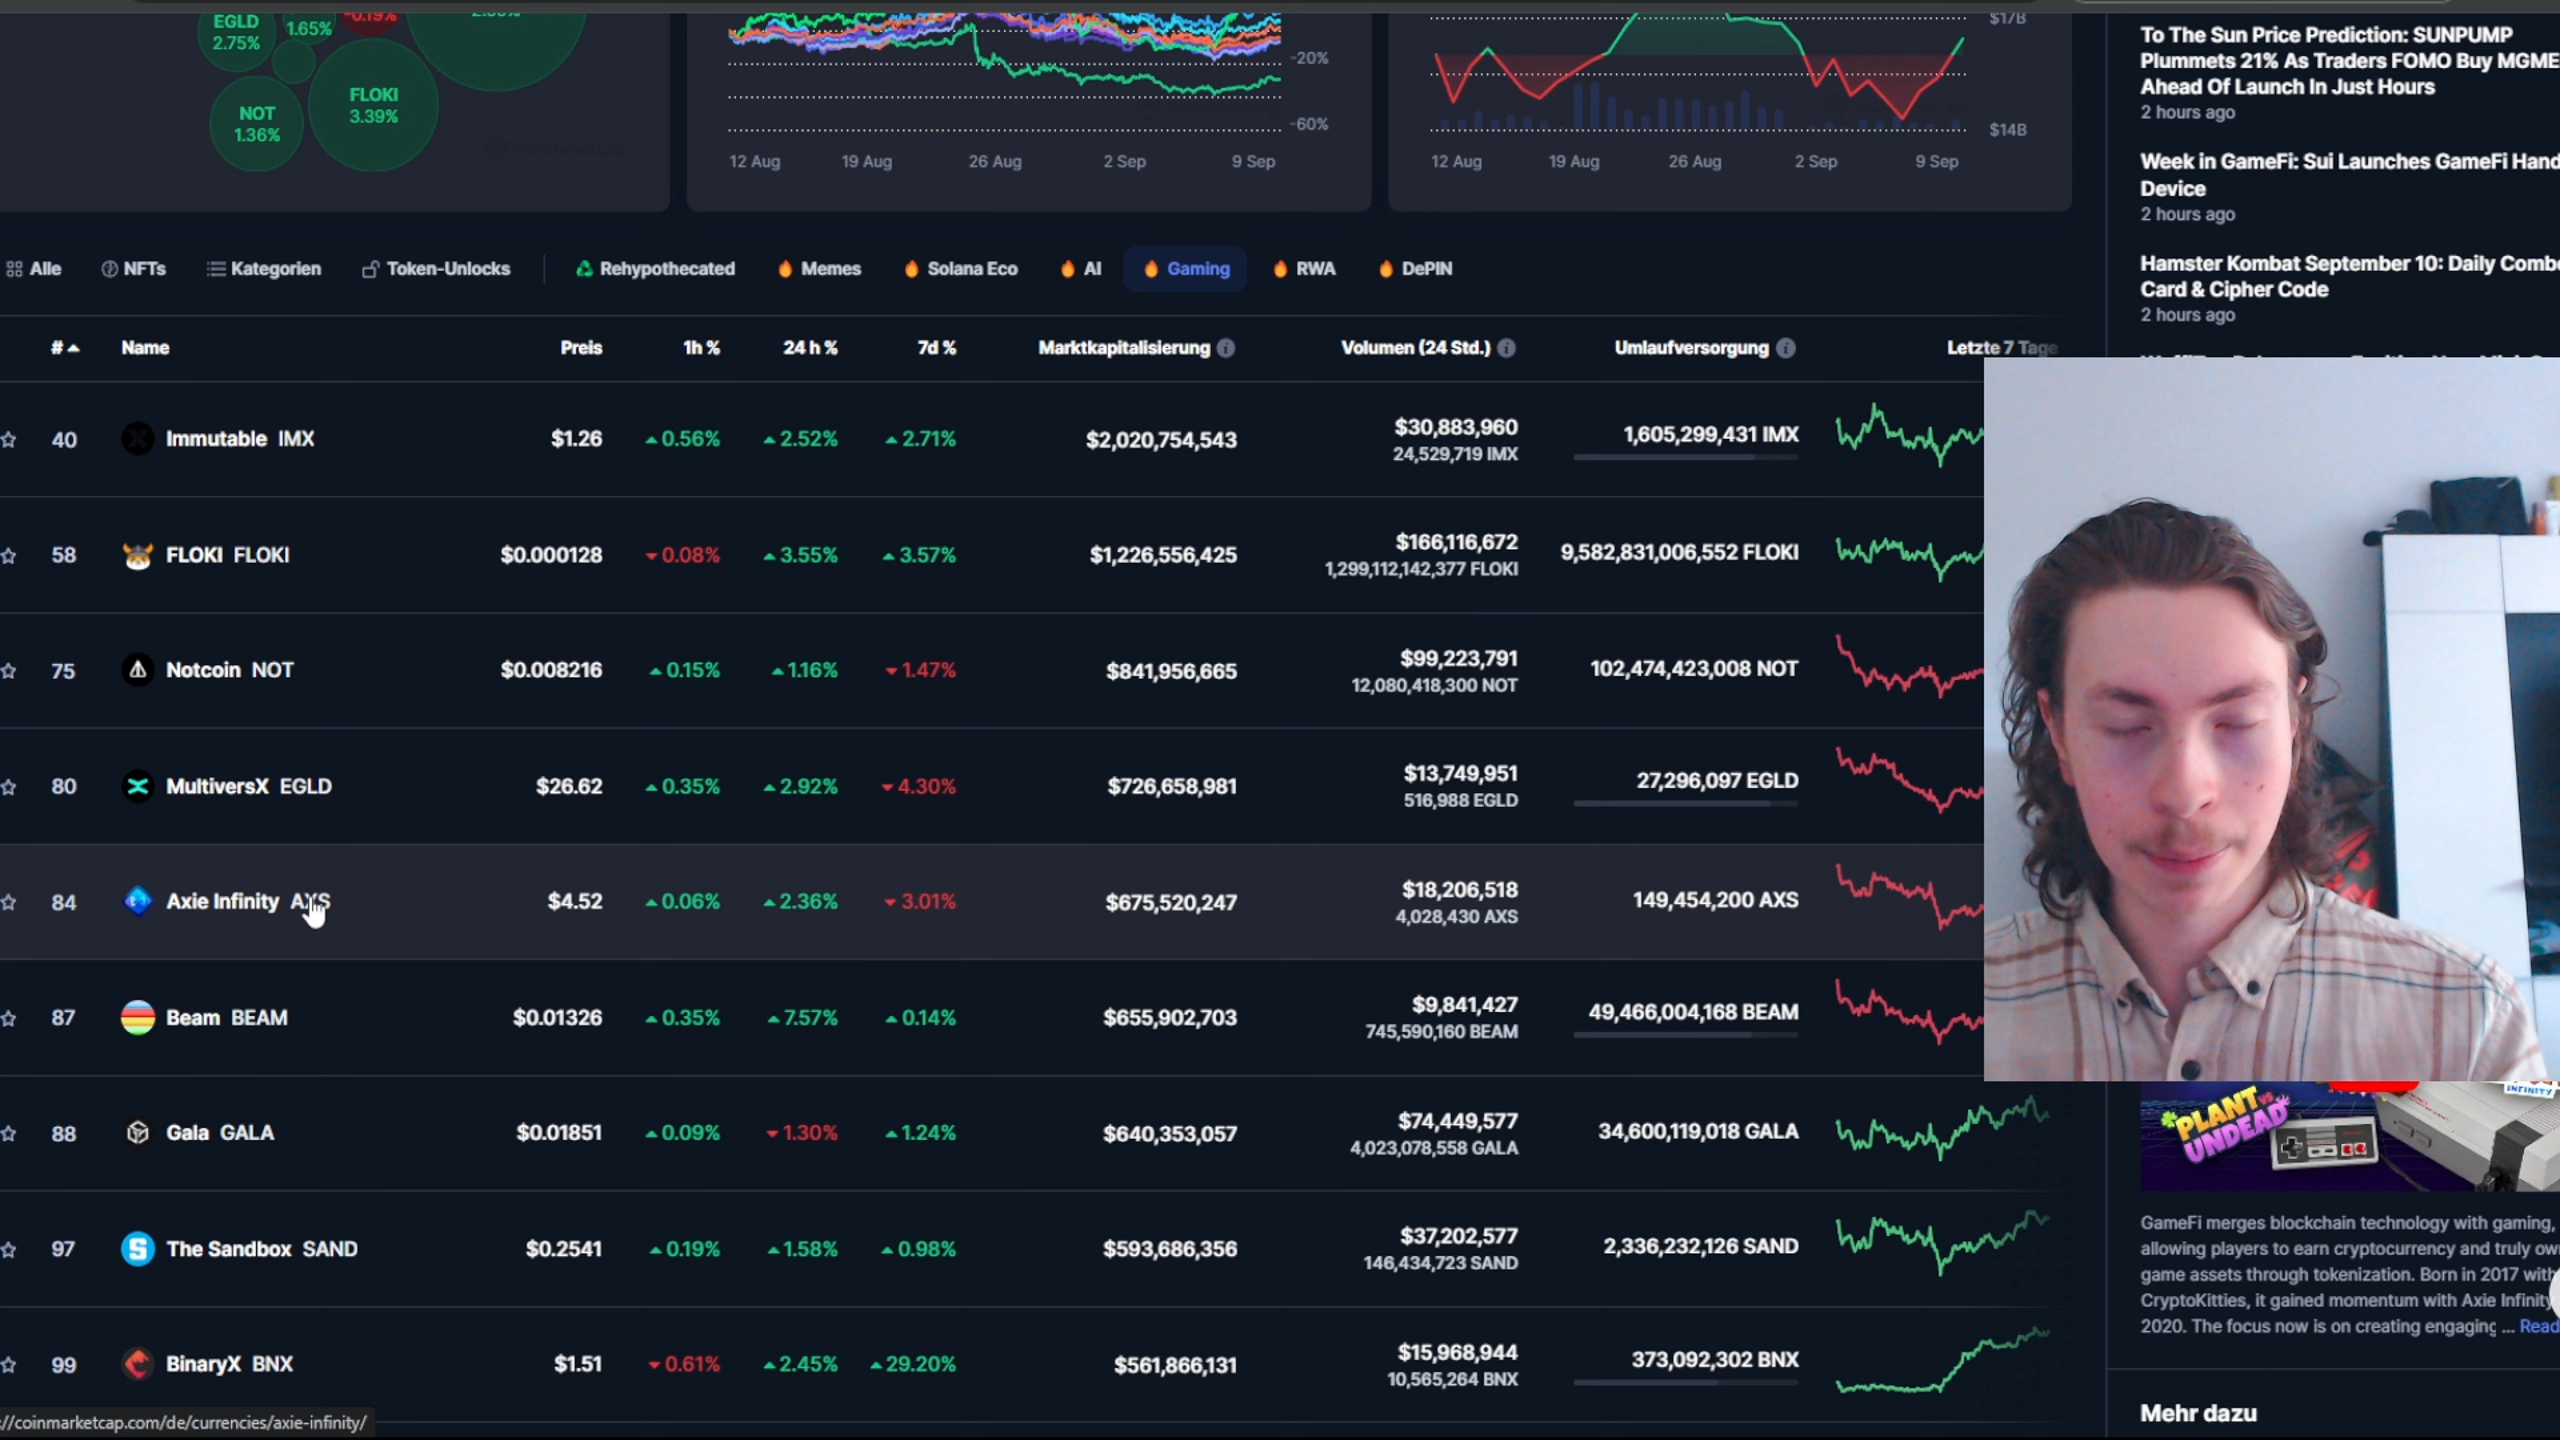 EGLD
2.75%
1.65%
-0.19%
NOT
1.36%
FLOKI
3.39%
-20%
-60%
12 Aug 19 Aug 26 Aug 2 Sep 9 Sep
$17B
$14B
12 Aug 19 Aug 26 Aug 2 Sep 9 Sep
To The Sun Price Prediction: SUNPUMP
Plummets 21% As Traders FOMO Buy MGME
Ahead Of Launch In Just Hours
2 hours ago
Week in GameFi: Sui Launches GameFi Hand
Device
2 hours ago
Hamster Kombat September 10: Daily Comb
Card & Cipher Code
2 hours ago
Alle NFTs Kategorien Token-Unlocks Rehypothecated Memes Solana Eco AI Gaming RWA DePIN
# Name Preis 1h % 24 h % 7d % Marktkapitalisierung Volumen (24 Std.) Umlaufversorgung Letzte 7 Tage
40 Immutable IMX $1.26 0.56% 2.52% 2.71% $2,020,754,543 $30,883,960 1,605,299,431 IMX
24,529,719 IMX
58 FLOKI FLOKI $0.000128 0.08% 3.55% 3.57% $1,226,556,425 $166,116,672 9,582,831,006,552 FLOKI
1,299,112,142,377 FLOKI
75 Notcoin NOT $0.008216 0.15% 1.16% 1.47% $841,956,665 $99,223,791 102,474,423,008 NOT
12,080,418,300 NOT
80 MultiversX EGLD $26.62 0.35% 2.92% 4.30% $726,658,981 $13,749,951 27,296,097 EGLD
516,988 EGLD
84 Axie Infinity AXS $4.52 0.06% 2.36% 3.01% $675,520,247 $18,206,518 149,454,200 AXS
4,028,430 AXS
87 Beam BEAM $0.01326 0.35% 7.57% 0.14% $655,902,703 $9,841,427 49,466,004,168 BEAM
745,590,160 BEAM
88 Gala GALA $0.01851 0.09% 1.30% 1.24% $640,353,057 $74,449,577 34,600,119,018 GALA
4,023,078,558 GALA
97 The Sandbox SAND $0.2541 0.19% 1.58% 0.98% $593,686,356 $37,202,577 2,336,232,126 SAND
146,434,723 SAND
99 BinaryX BNX $1.51 0.61% 2.45% 29.20% $561,866,131 $15,968,944 373,092,302 BNX
10,565,264 BNX
INFINITY
PLANT VS
UNDEAD
GameFi merges blockchain technology with gaming,
allowing players to earn cryptocurrency and truly ow
game assets through tokenization. Born in 2017 with
CryptoKitties, it gained momentum with Axie Infinity
2020. The focus now is on creating engaging ... Read
Mehr dazu
//coinmarketcap.com/de/currencies/axie-infinity/